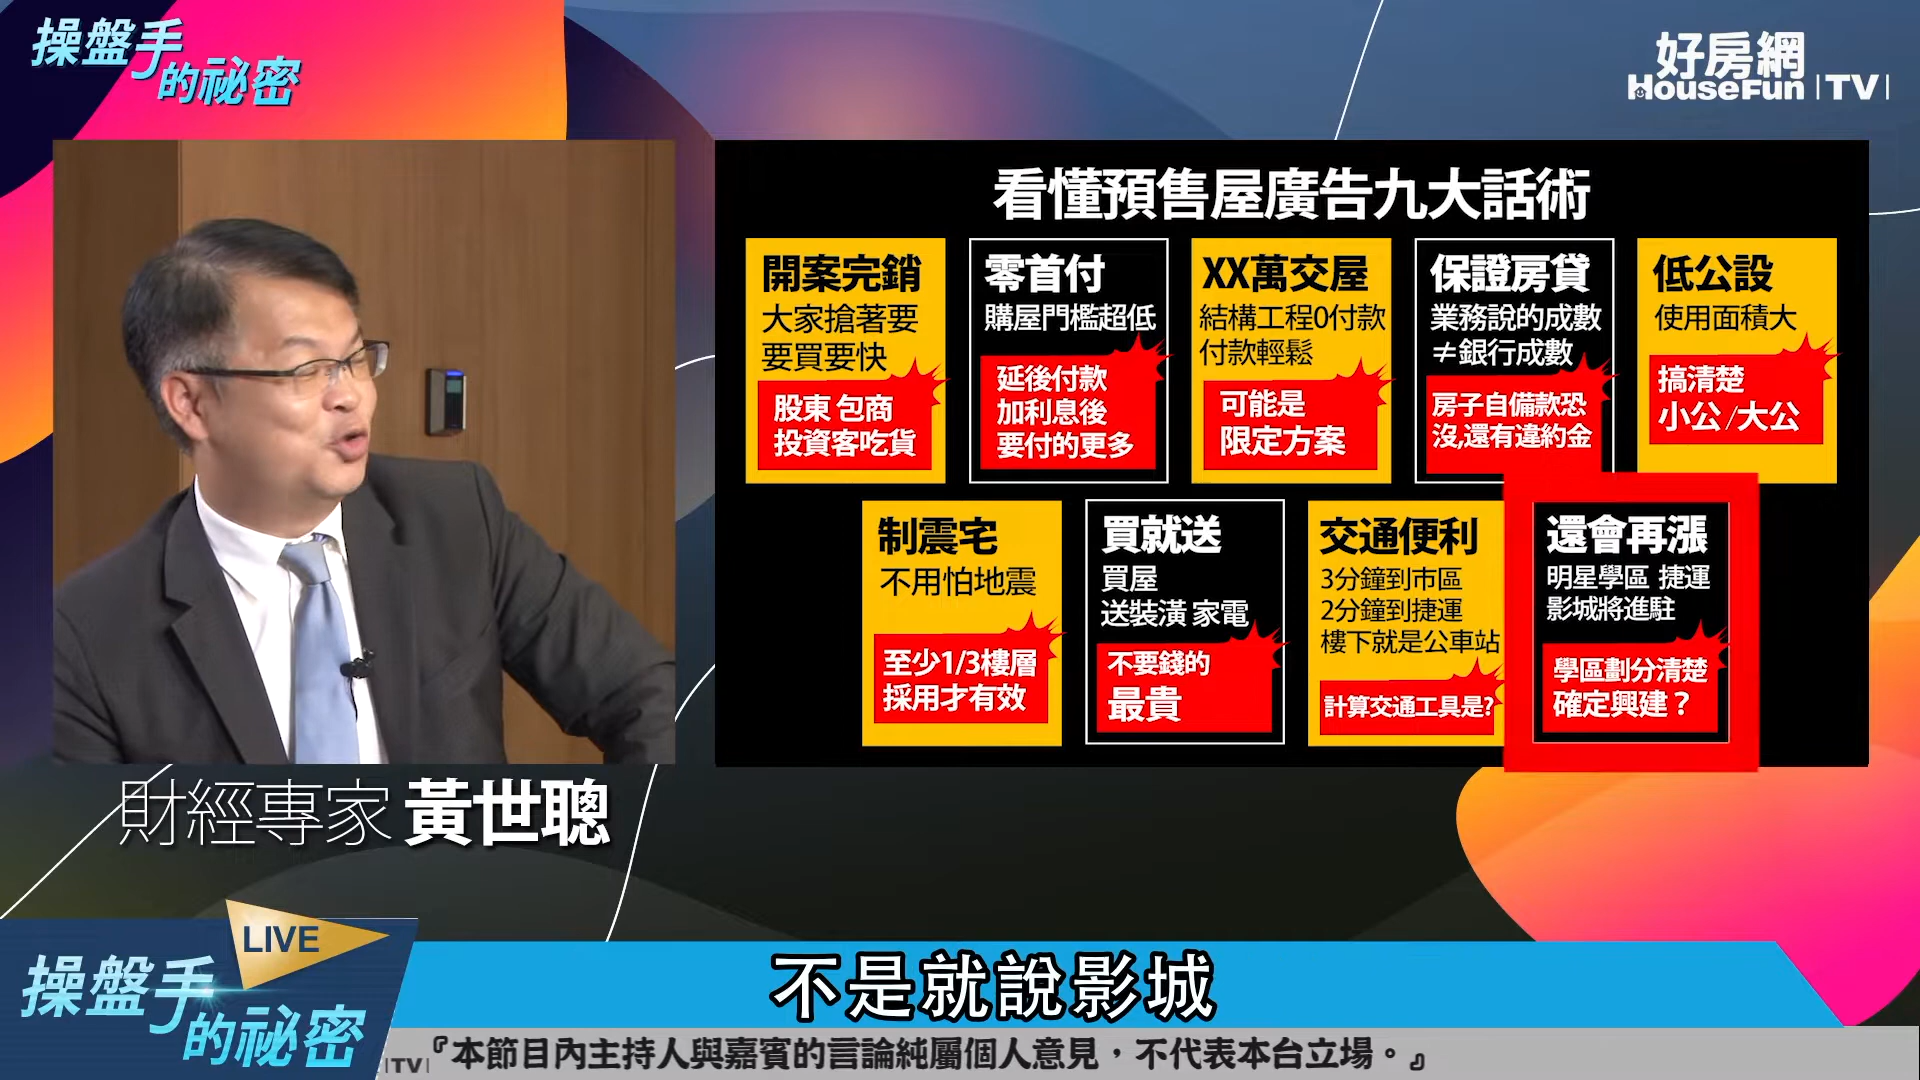 操盤手
的祕密
好房網
HouseFun TV
看懂預售屋廣告九大話術
開案完銷
大家搶著要
要買要快
股東 包商
投資客吃貨
零首付
購屋門檻超低
延後付款
加利息後
要付的更多
XX萬交屋
結構工程0付款
付款輕鬆
可能是
限定方案
保證房貸
業務說的成數
≠銀行成數
房子自備款恐
沒,還有違約金
低公設
使用面積大
搞清楚
小公/大公
制震宅
不用怕地震
至少1/3樓層
採用才有效
買就送
買屋
送裝潢 家電
不要錢的
最貴
交通便利
3分鐘到市區
2分鐘到捷運
樓下就是公車站
計算交通工具是?
還會再漲
明星學區 捷運
影城將進駐
學區劃分清楚
確定興建？
財經專家 黃世聰
LIVE
操盤手
的祕密
不是就說影城
TV
『本節目內主持人與嘉賓的言論純屬個人意見，不代表本台立場。』